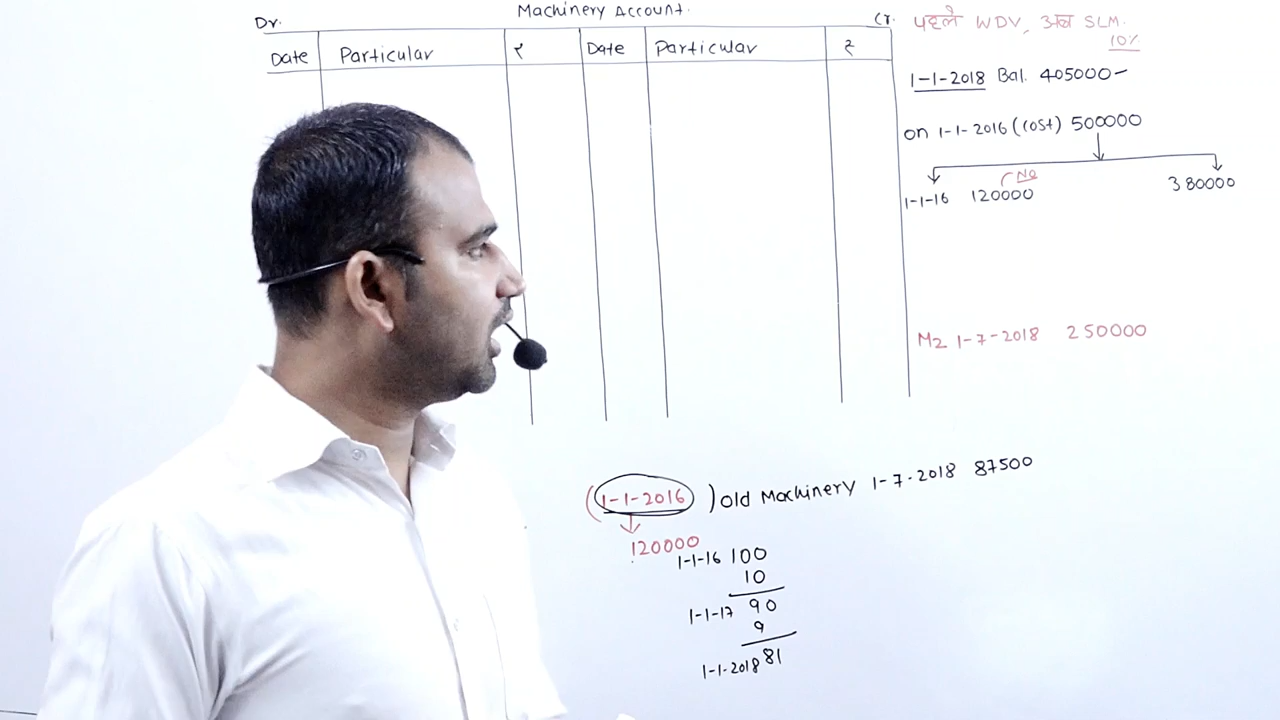 Machinery Account.
Dr. Cr.
Date Particular ₹ Date Particular ₹
पहले WDV, अब SLM.
10%
1-1-2018 Bal. 405000-
on 1-1-2016 (cost) 500000
No
1-1-16 120000 380000
M2 1-7-2018 250000
(1-1-2016) old Machinery 1-7-2018 87500
120000
1-1-16 100
10
1-1-17 90
9
1-1-2018 81